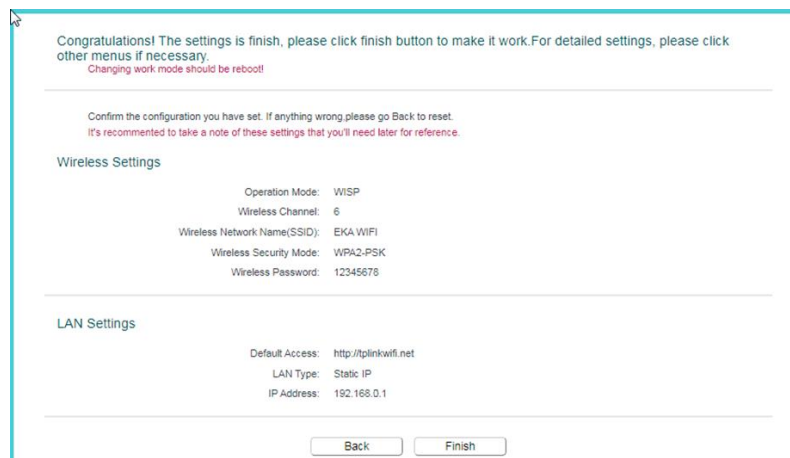 Congratulations! The settings is finish, please click finish button to make it work.For detailed settings, please click
other menus if necessary.
Changing work mode should be reboot!
Confirm the configuration you have set. If anything wrong,please go Back to reset.
It's recommented to take a note of these settings that you'll need later for reference.
Wireless Settings
Operation Mode: WISP
Wireless Channel: 6
Wireless Network Name(SSID): EKA WIFI
Wireless Security Mode: WPA2-PSK
Wireless Password: 12345678
LAN Settings
Default Access: http://tplinkwifi.net
LAN Type: Static IP
IP Address: 192.168.0.1
Back Finish